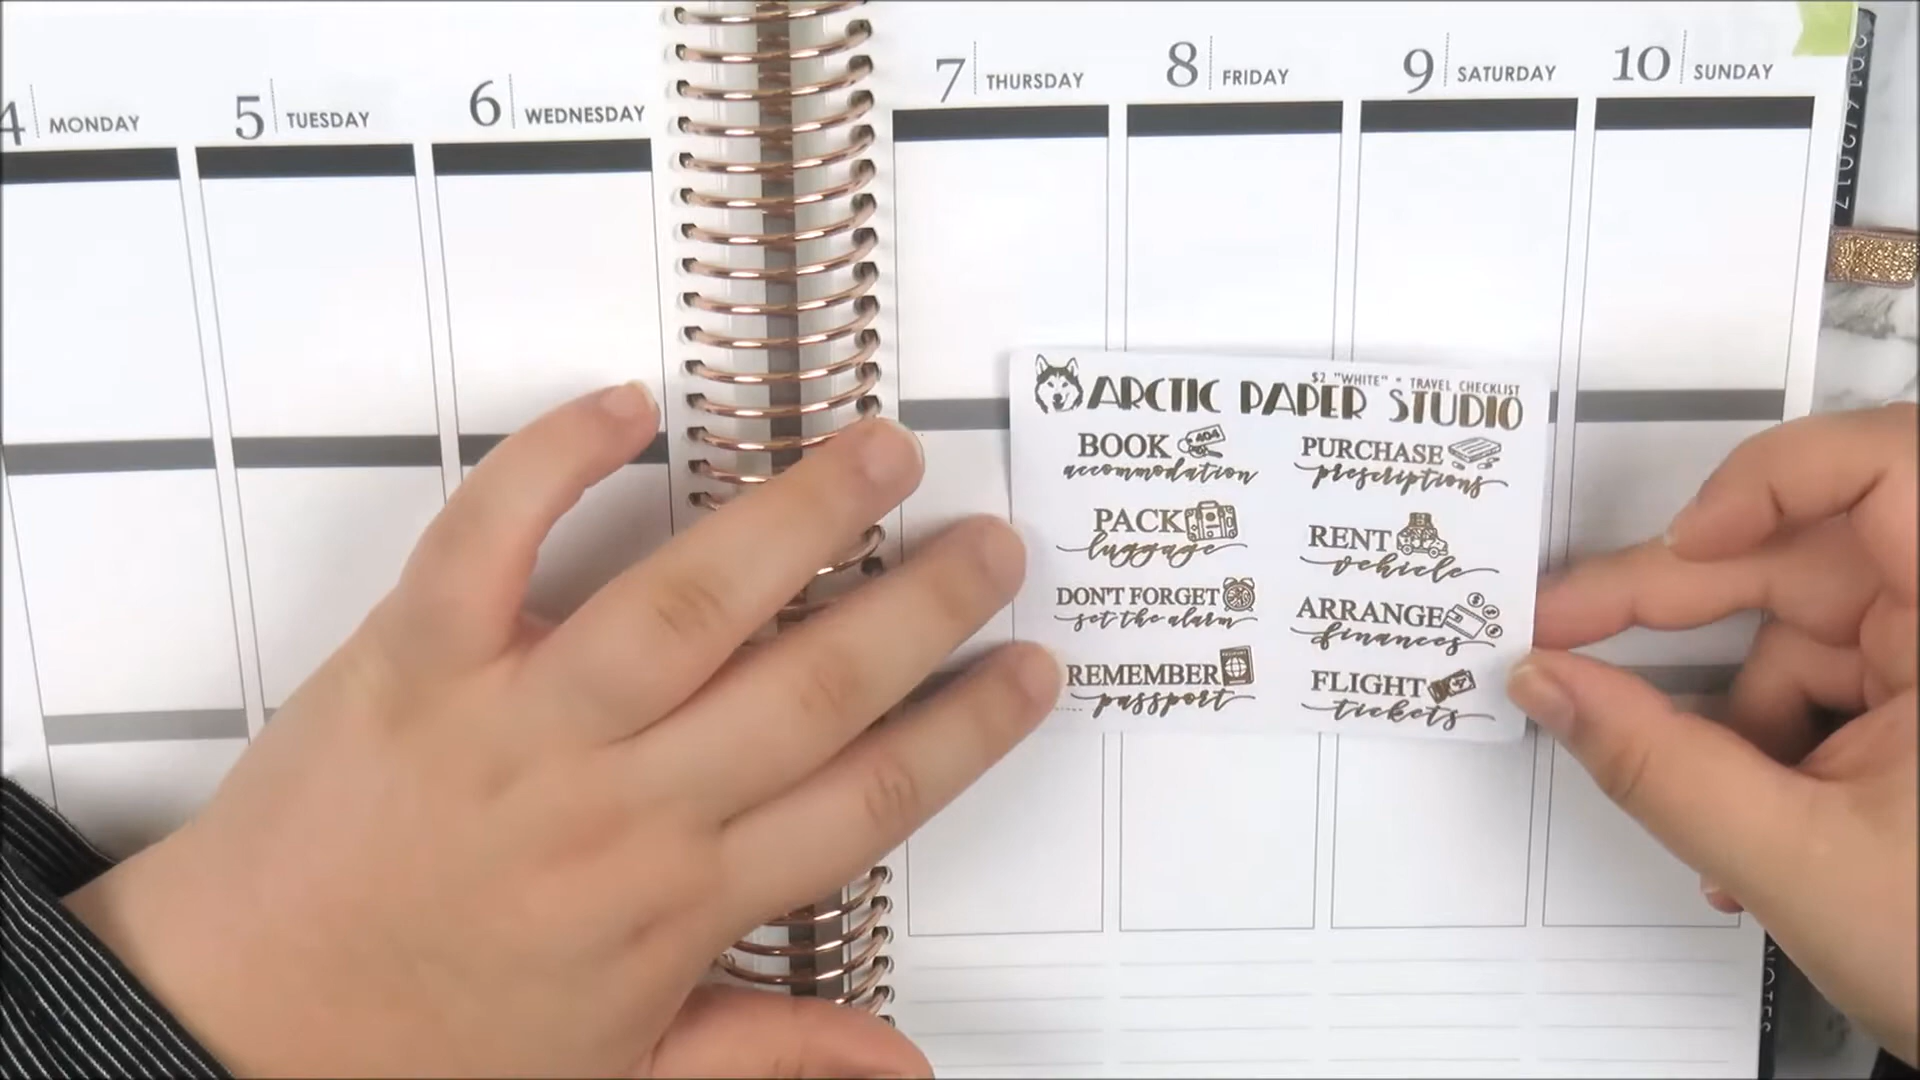 4 MONDAY
5 TUESDAY
6 WEDNESDAY
7 THURSDAY
8 FRIDAY
9 SATURDAY
10 SUNDAY
$2 "WHITE" - TRAVEL CHECKLIST
ARCTIC PAPER STUDIO
BOOK 404
accommodation
PACK
luggage
DON'T FORGET
set the alarm
REMEMBER
passport
PURCHASE
prescriptions
RENT
vehicle
ARRANGE
finances
FLIGHT
tickets
NOTES